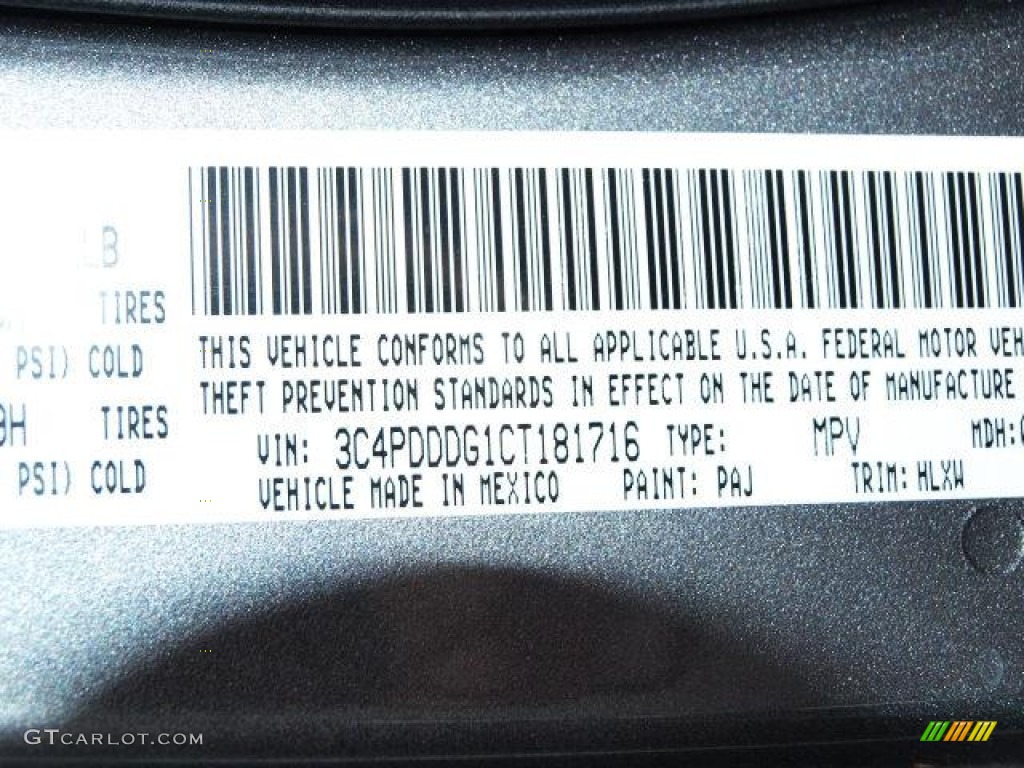 LB
TIRES
PSI) COLD
TIRES
PSI) COLD
THIS VEHICLE CONFORMS TO ALL APPLICABLE U.S.A. FEDERAL MOTOR VEH
THEFT PREVENTION STANDARDS IN EFFECT ON THE DATE OF MANUFACTURE
VIN: 3C4PDDDG1CT181716 TYPE: MPV MDH:
VEHICLE MADE IN MEXICO PAINT: PAJ TRIM: HLXW
GTCARLOT.COM